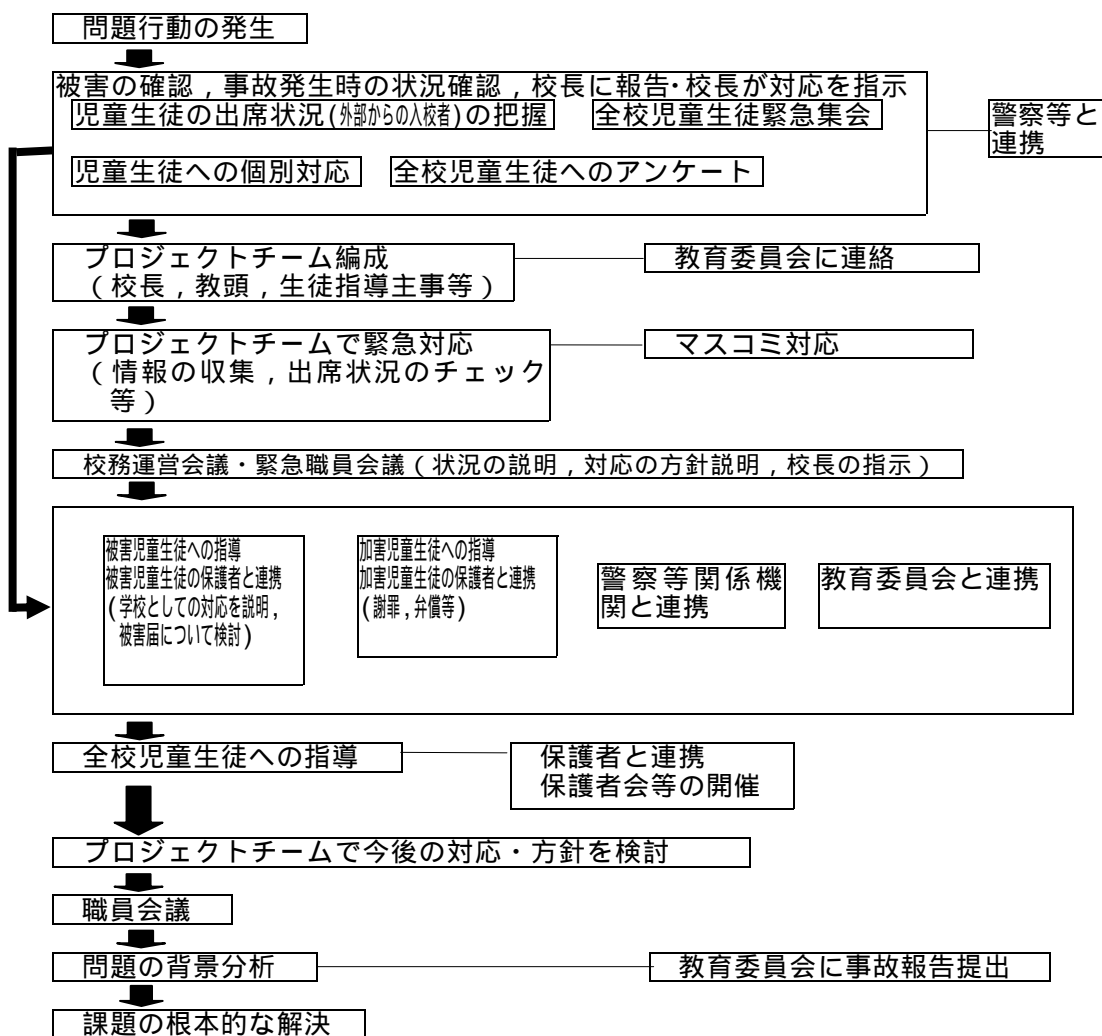 問題行動の発生
被害の確認，事故発生時の状況確認，校長に報告・校長が対応を指示
児童生徒の出席状況(外部からの入校者)の把握
全校児童生徒緊急集会
警察等と
連携
児童生徒への個別対応
全校児童生徒へのアンケート
プロジェクトチーム編成
（校長，教頭，生徒指導主事等）
教育委員会に連絡
プロジェクトチームで緊急対応
（情報の収集，出席状況のチェック
等）
マスコミ対応
校務運営会議・緊急職員会議（状況の説明，対応の方針説明，校長の指示）
被害児童生徒への指導
被害児童生徒の保護者と連携
(学校としての対応を説明，
被害届について検討)
加害児童生徒への指導
加害児童生徒の保護者と連携
(謝罪，弁償等)
警察等関係機
関と連携
教育委員会と連携
全校児童生徒への指導
保護者と連携
保護者会等の開催
プロジェクトチームで今後の対応・方針を検討
職員会議
問題の背景分析
教育委員会に事故報告提出
課題の根本的な解決